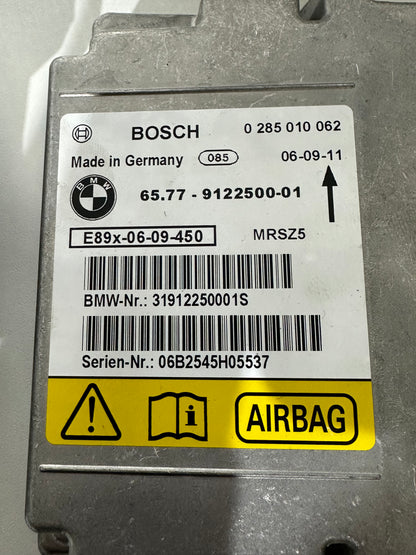 BOSCH 0 285 010 062
Made in Germany 085 06-09-11
BMW 65.77 - 9122500-01
E89x-06-09-450 MRSZ5
BMW-Nr.: 31912250001S
Serien-Nr.: 06B2545H05537
i AIRBAG